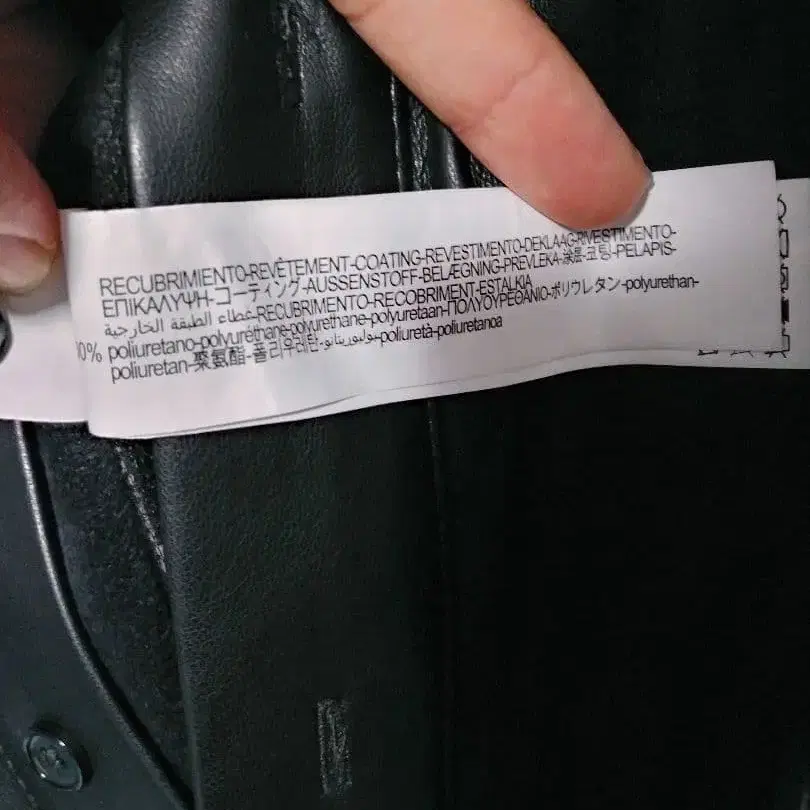 RECUBRIMIENTO-REVÊTEMENT-COATING-REVESTIMENTO-DEKLAAG-RIVESTIMENTO-
ΕΠΙΚΑΛΥΨΗ-コーティング-AUSSENSTOFF-BELÆGNING-PREVLEKA-涂层-코팅-PELAPIS-
غطاء الطبقة الخارجية-RECUBRIMENTO-RECOBRIMENT-ESTALKIA
00% poliuretano-polyuréthane-polyurethane-polyuretaan-ΠΟΛΥΟΥΡΕΘΑΝΙΟ-ポリウレタン-polyurethan-
poliuretan-聚氨酯-폴리우레탄-بوليوريتانو-poliuretà-poliuretanoa